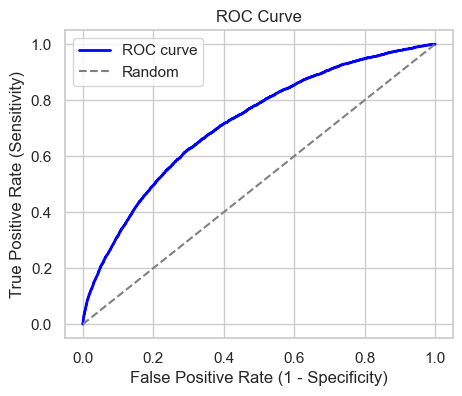 ROC Curve
ROC curve
Random
True Positive Rate (Sensitivity)
1.0
0.8
0.6
0.4
0.2
0.0
0.0 0.2 0.4 0.6 0.8 1.0
False Positive Rate (1 - Specificity)